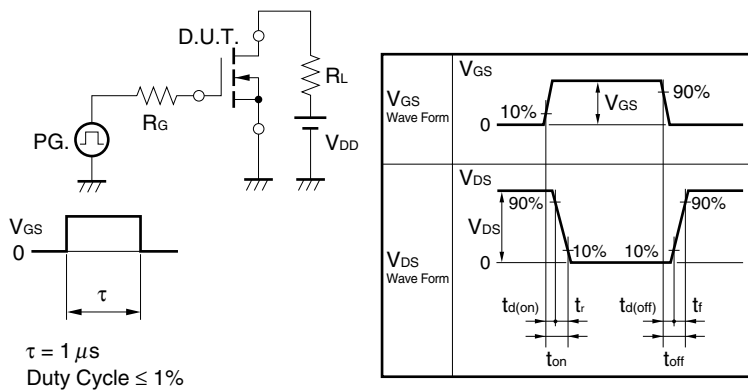 D.U.T.
RL
RG
PG.
VDD
VGS
0
τ
τ = 1 μs
Duty Cycle ≤ 1%
VGS
Wave Form
VGS
10%
VGS
90%
0
VDS
Wave Form
VDS
VDS
90%
90%
10%
10%
0
td(on)
tr
td(off)
tf
ton
toff